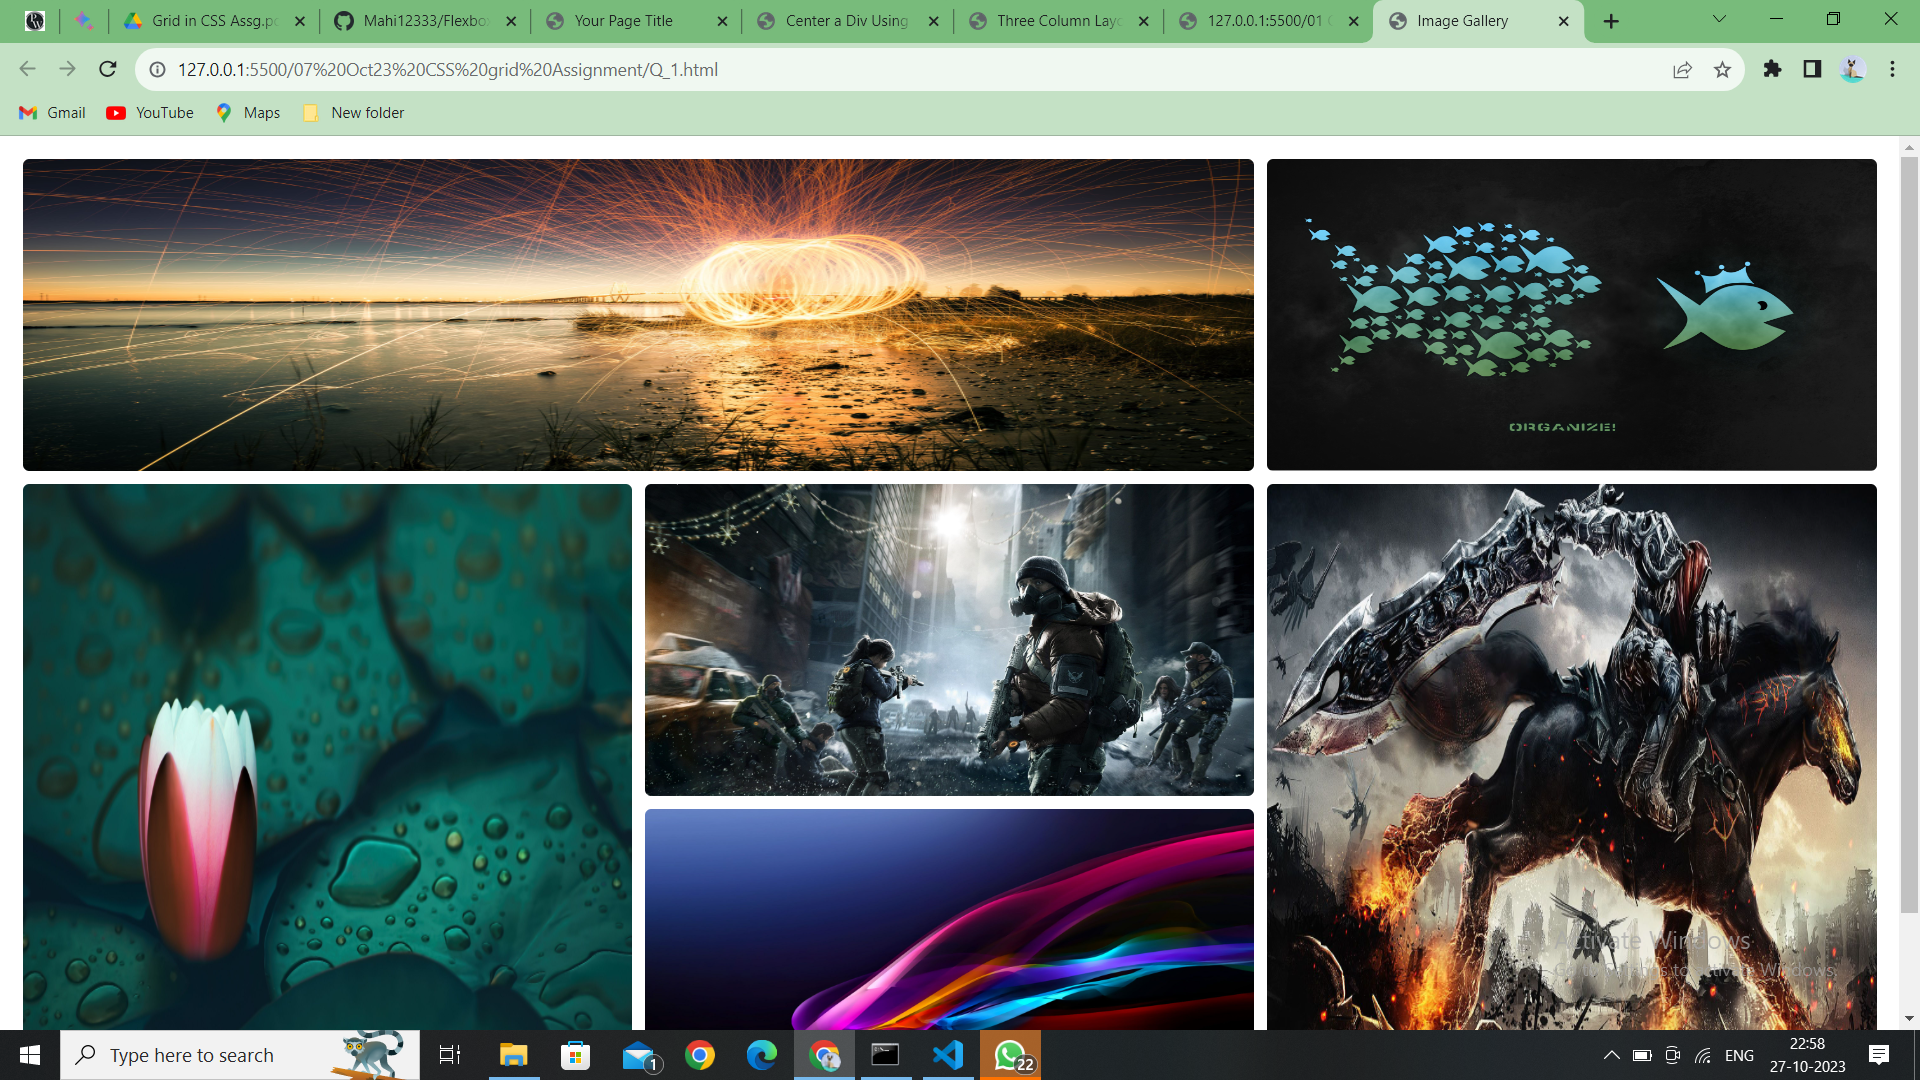 Grid in CSS Assg.pd
Mahi12333/Flexbo
Your Page Title
Center a Div Using
Three Column Layo
127.0.0.1:5500/01
Image Gallery
127.0.0.1:5500/07%20Oct23%20CSS%20grid%20Assignment/Q_1.html
Gmail
YouTube
Maps
New folder
ORGANIZE!
Activate Windows
Go to Settings to activate Windows.
Type here to search
1
22
ENG
22:58
27-10-2023